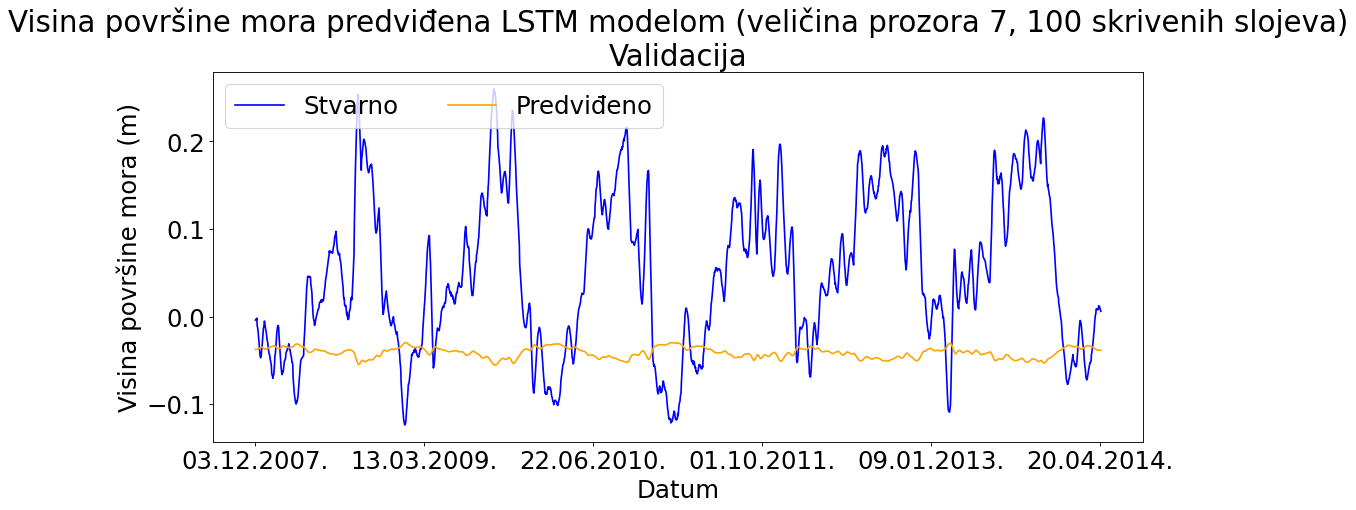 Visina površine mora predviđena LSTM modelom (veličina prozora 7, 100 skrivenih slojeva)
Validacija
Stvarno Predviđeno
Visina površine mora (m)
0.2
0.1
0.0
−0.1
03.12.2007. 13.03.2009. 22.06.2010. 01.10.2011. 09.01.2013. 20.04.2014.
Datum